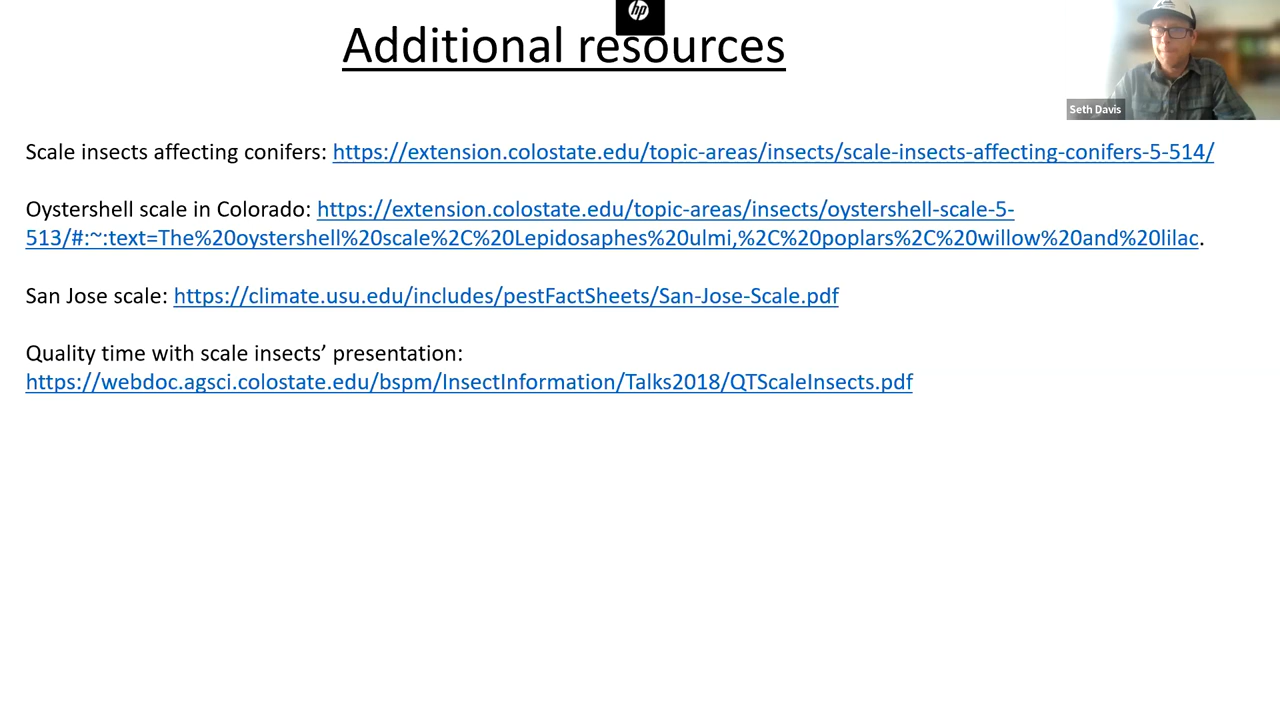 hp
Additional resources
Seth Davis
Scale insects affecting conifers: https://extension.colostate.edu/topic-areas/insects/scale-insects-affecting-conifers-5-514/
Oystershell scale in Colorado: https://extension.colostate.edu/topic-areas/insects/oystershell-scale-5-
513/#:~:text=The%20oystershell%20scale%2C%20Lepidosaphes%20ulmi,%2C%20poplars%2C%20willow%20and%20lilac.
San Jose scale: https://climate.usu.edu/includes/pestFactSheets/San-Jose-Scale.pdf
Quality time with scale insects’ presentation:
https://webdoc.agsci.colostate.edu/bspm/InsectInformation/Talks2018/QTScaleInsects.pdf